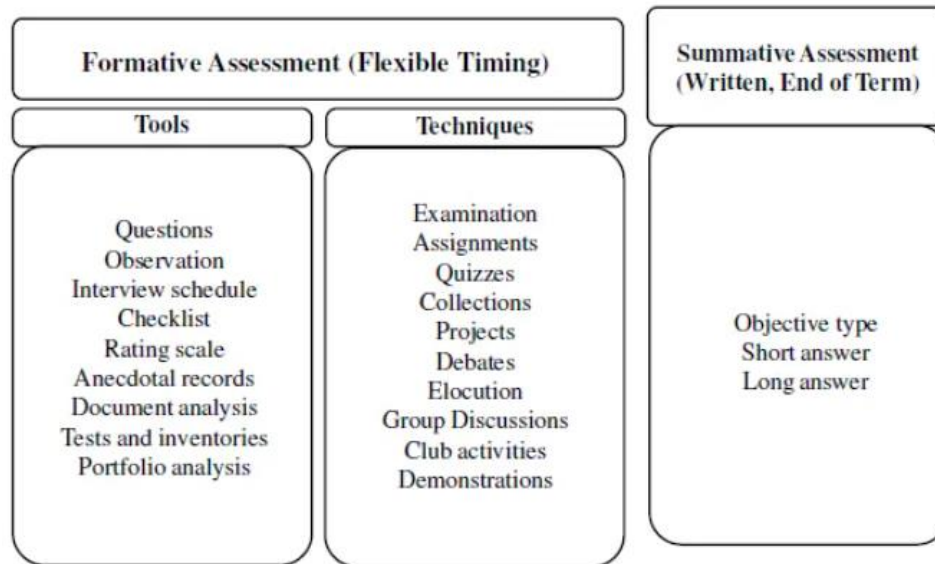 Formative Assessment (Flexible Timing)
Tools
Questions
Observation
Interview schedule
Checklist
Rating scale
Anecdotal records
Document analysis
Tests and inventories
Portfolio analysis
Techniques
Examination
Assignments
Quizzes
Collections
Projects
Debates
Elocution
Group Discussions
Club activities
Demonstrations
Summative Assessment
(Written, End of Term)
Objective type
Short answer
Long answer